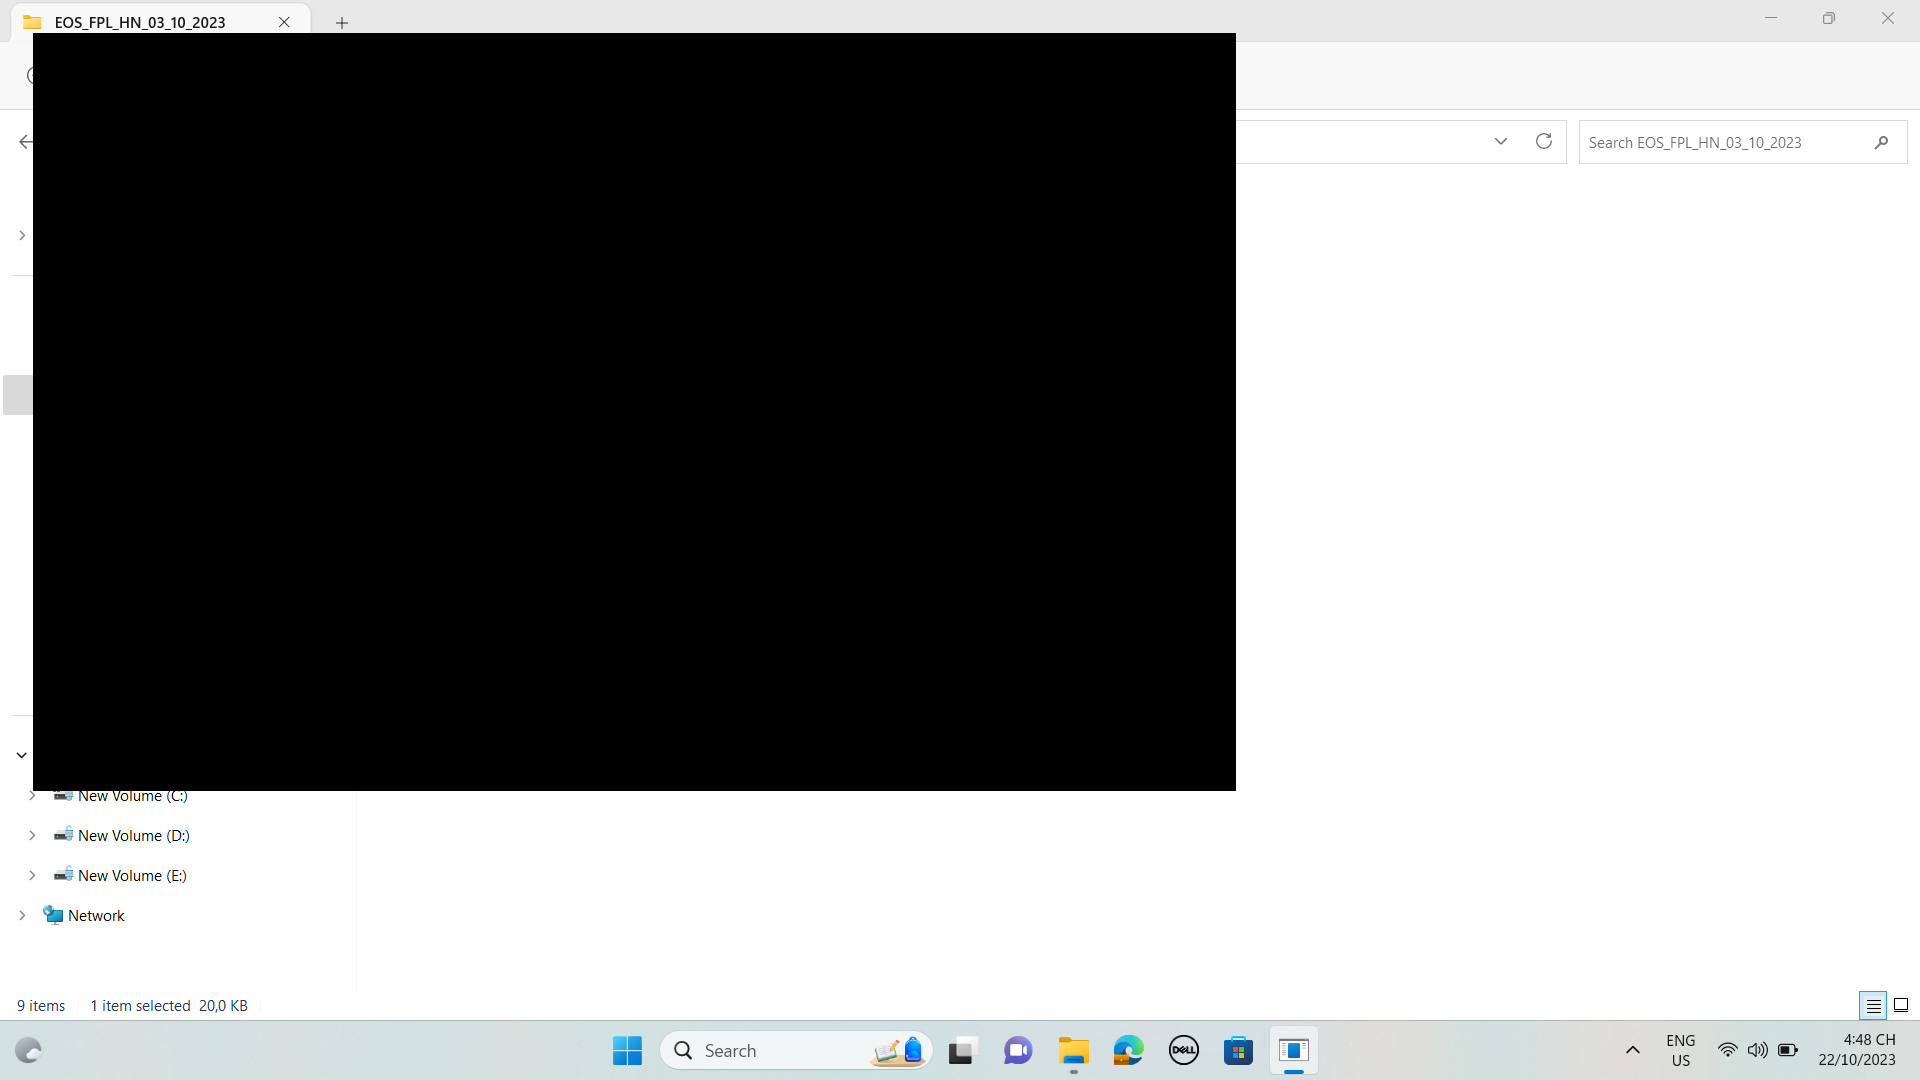 EOS_FPL_HN_03_10_2023
Search EOS_FPL_HN_03_10_2023
New Volume (C:)
New Volume (D:)
New Volume (E:)
Network
9 items 1 item selected 20,0 KB
Search
DELL
ENG
US
4:48 CH
22/10/2023